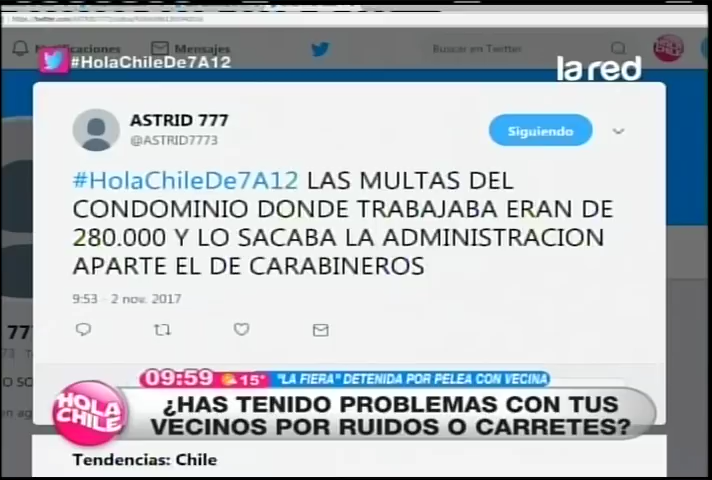 Notificaciones Mensajes Buscar en Twitter
#HolaChileDe7A12
la red
ASTRID 777
@ASTRID7773
Siguiendo
#HolaChileDe7A12 LAS MULTAS DEL
CONDOMINIO DONDE TRABAJABA ERAN DE
280.000 Y LO SACABA LA ADMINISTRACION
APARTE EL DE CARABINEROS
9:53 - 2 nov. 2017
09:59 15° "LA FIERA" DETENIDA POR PELEA CON VECINA
HOLA CHILE
¿HAS TENIDO PROBLEMAS CON TUS
VECINOS POR RUIDOS O CARRETES?
Tendencias: Chile